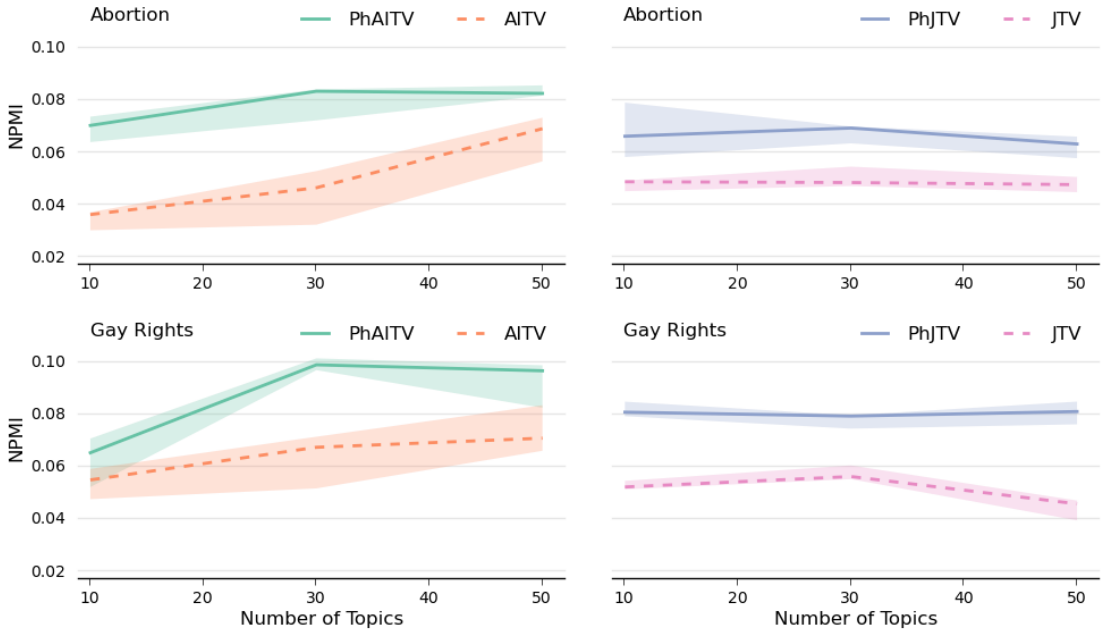 Abortion PhAITV AITV
NPMI
0.10
0.08
0.06
0.04
0.02
10 20 30 40 50
Abortion PhJTV JTV
10 20 30 40 50
Gay Rights PhAITV AITV
NPMI
0.10
0.08
0.06
0.04
0.02
10 20 30 40 50
Number of Topics
Gay Rights PhJTV JTV
10 20 30 40 50
Number of Topics